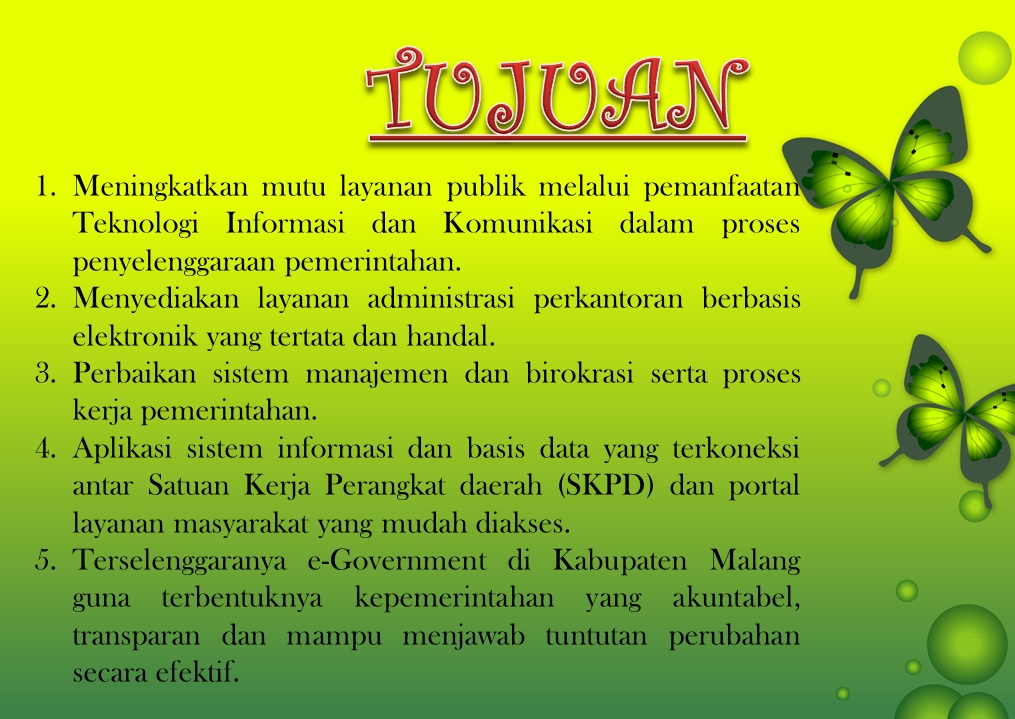 TUJUAN
1. Meningkatkan mutu layanan publik melalui pemanfaatan
Teknologi Informasi dan Komunikasi dalam proses
penyelenggaraan pemerintahan.
2. Menyediakan layanan administrasi perkantoran berbasis
elektronik yang tertata dan handal.
3. Perbaikan sistem manajemen dan birokrasi serta proses
kerja pemerintahan.
4. Aplikasi sistem informasi dan basis data yang terkoneksi
antar Satuan Kerja Perangkat daerah (SKPD) dan portal
layanan masyarakat yang mudah diakses.
5. Terselenggaranya e-Government di Kabupaten Malang
guna terbentuknya kepemerintahan yang akuntabel,
transparan dan mampu menjawab tuntutan perubahan
secara efektif.